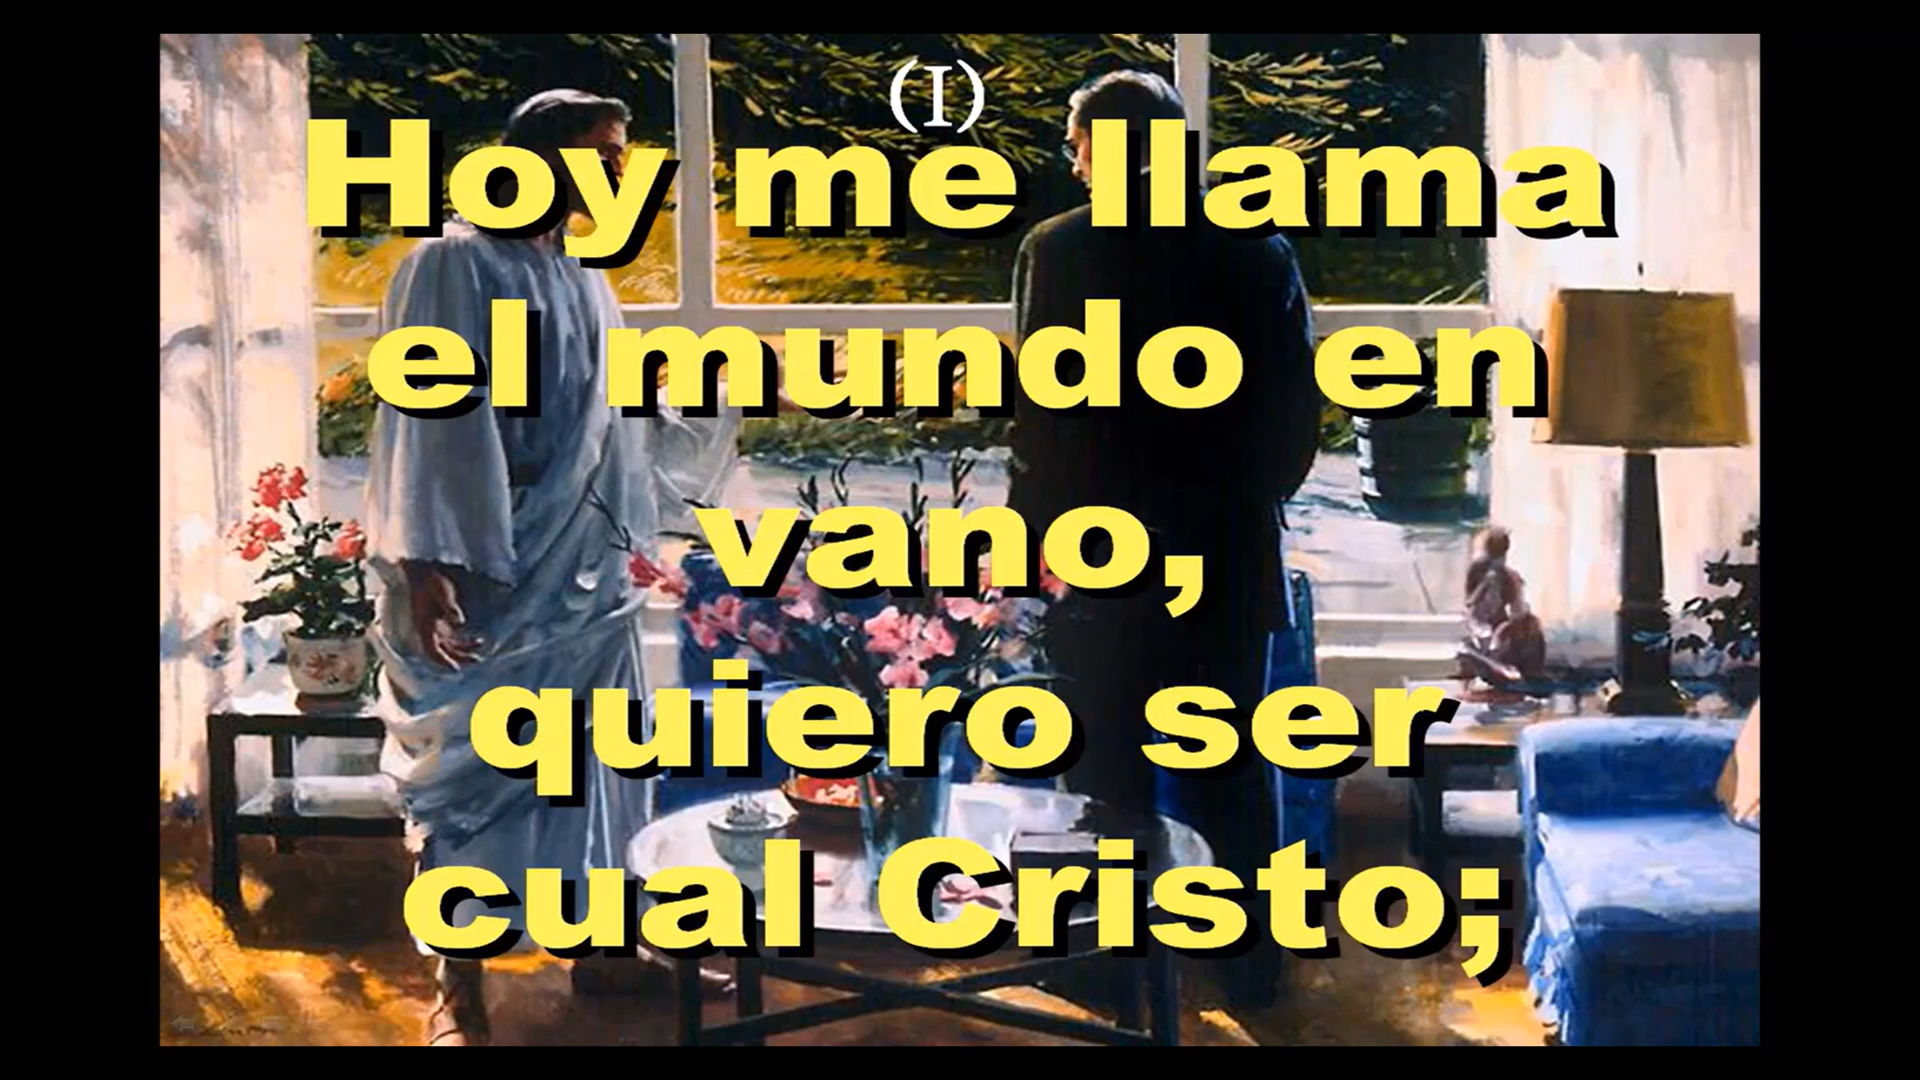 (I)
Hoy me llama
el mundo en
vano,
quiero ser
cual Cristo;